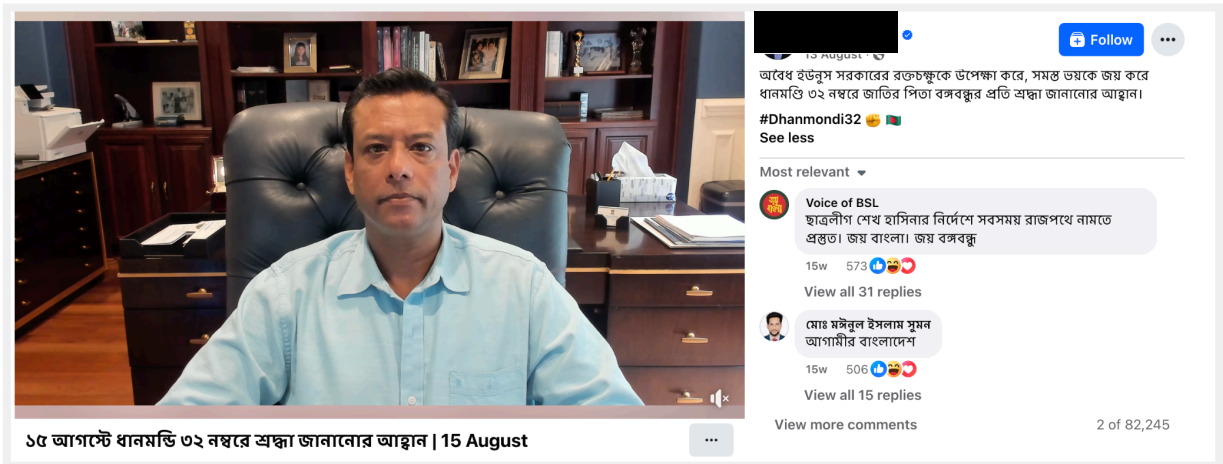 13 August
Follow
অবৈধ ইউনুস সরকারের রক্তচক্ষুকে উপেক্ষা করে, সমস্ত ভয়কে জয় করে
ধানমণ্ডি ৩২ নম্বরে জাতির পিতা বঙ্গবন্ধুর প্রতি শ্রদ্ধা জানানোর আহ্বান।
#Dhanmondi32 ✊ 🇧🇩
See less
Most relevant
Voice of BSL
ছাত্রলীগ শেখ হাসিনার নির্দেশে সবসময় রাজপথে নামতে
প্রস্তুত। জয় বাংলা। জয় বঙ্গবন্ধু
15w 573
View all 31 replies
মোঃ মঈনুল ইসলাম সুমন
আগামীর বাংলাদেশ
15w 506
View all 15 replies
View more comments 2 of 82,245
১৫ আগস্টে ধানমন্ডি ৩২ নম্বরে শ্রদ্ধা জানানোর আহ্বান | 15 August